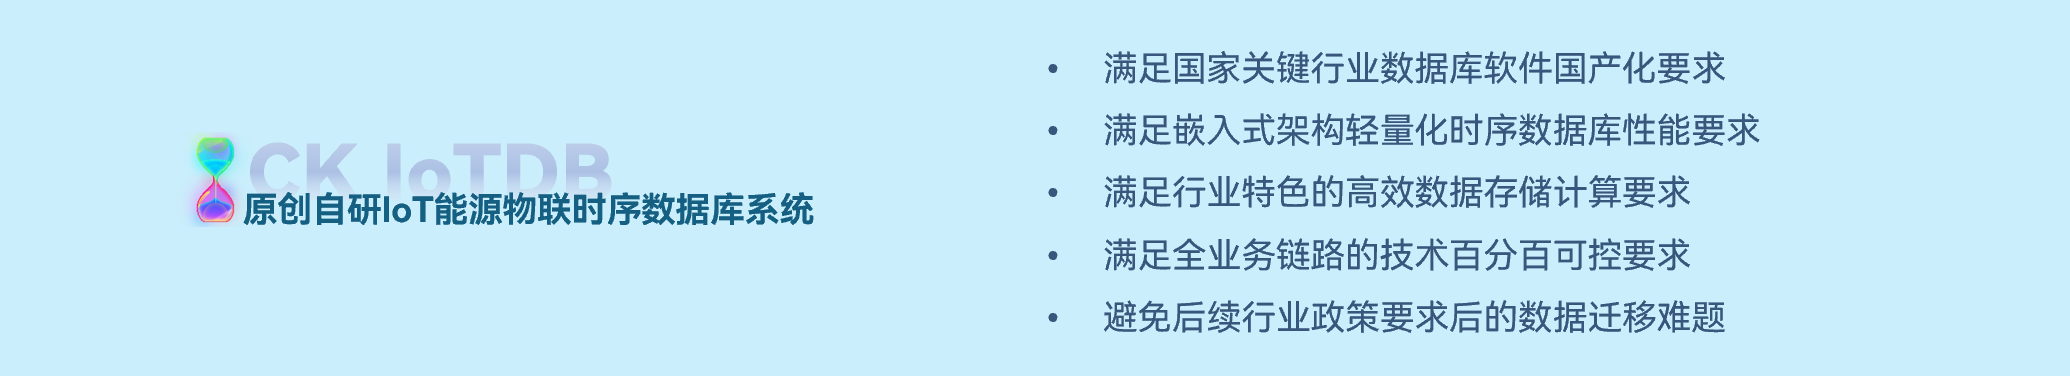 CK IoTDB
原创自研IoT能源物联时序数据库系统
• 满足国家关键行业数据库软件国产化要求
• 满足嵌入式架构轻量化时序数据库性能要求
• 满足行业特色的高效数据存储计算要求
• 满足全业务链路的技术百分百可控要求
• 避免后续行业政策要求后的数据迁移难题